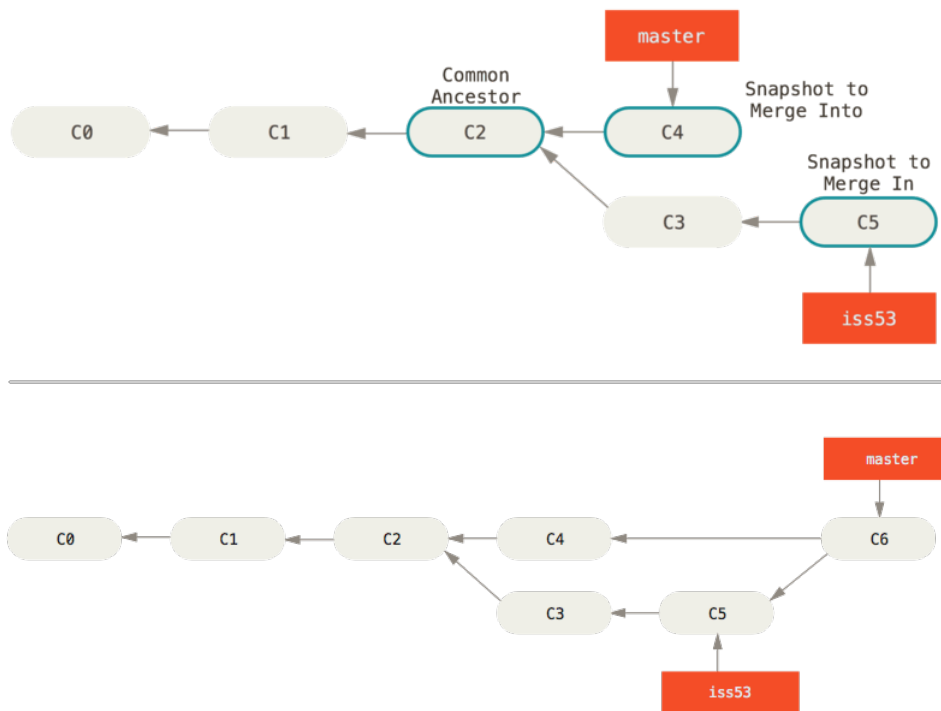 master
Common
Ancestor
Snapshot to
Merge Into
C0
C1
C2
C4
Snapshot to
Merge In
C3
C5
iss53
master
C0
C1
C2
C4
C6
C3
C5
iss53